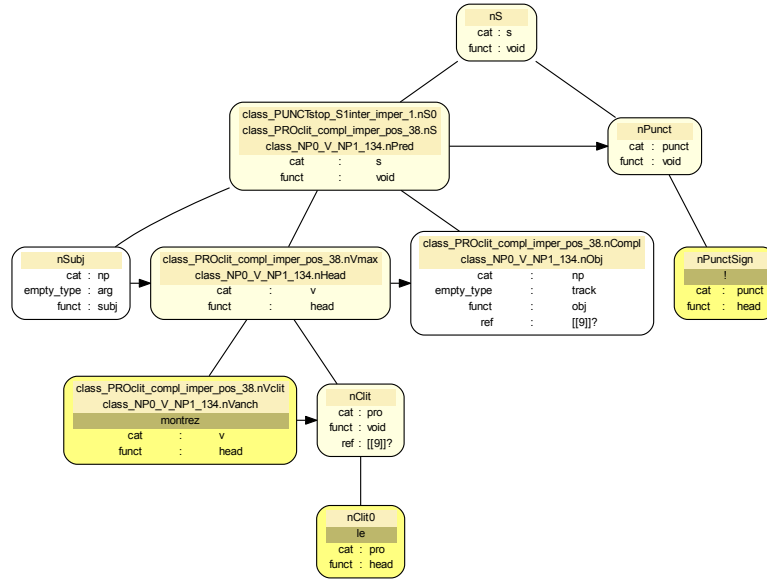 nS
cat : s
funct : void
class_PUNCTstop_S1inter_imper_1.nS0
class_PROclit_compl_imper_pos_38.nS
class_NP0_V_NP1_134.nPred
cat : s
funct : void
nPunct
cat : punct
funct : void
nSubj
cat : np
empty_type : arg
funct : subj
class_PROclit_compl_imper_pos_38.nVmax
class_NP0_V_NP1_134.nHead
cat : v
funct : head
class_PROclit_compl_imper_pos_38.nCompl
class_NP0_V_NP1_134.nObj
cat : np
empty_type : track
funct : obj
ref : [[9]]?
nPunctSign
!
cat : punct
funct : head
class_PROclit_compl_imper_pos_38.nVclit
class_NP0_V_NP1_134.nVanch
montrez
cat : v
funct : head
nClit
cat : pro
funct : void
ref : [[9]]?
nClit0
le
cat : pro
funct : head